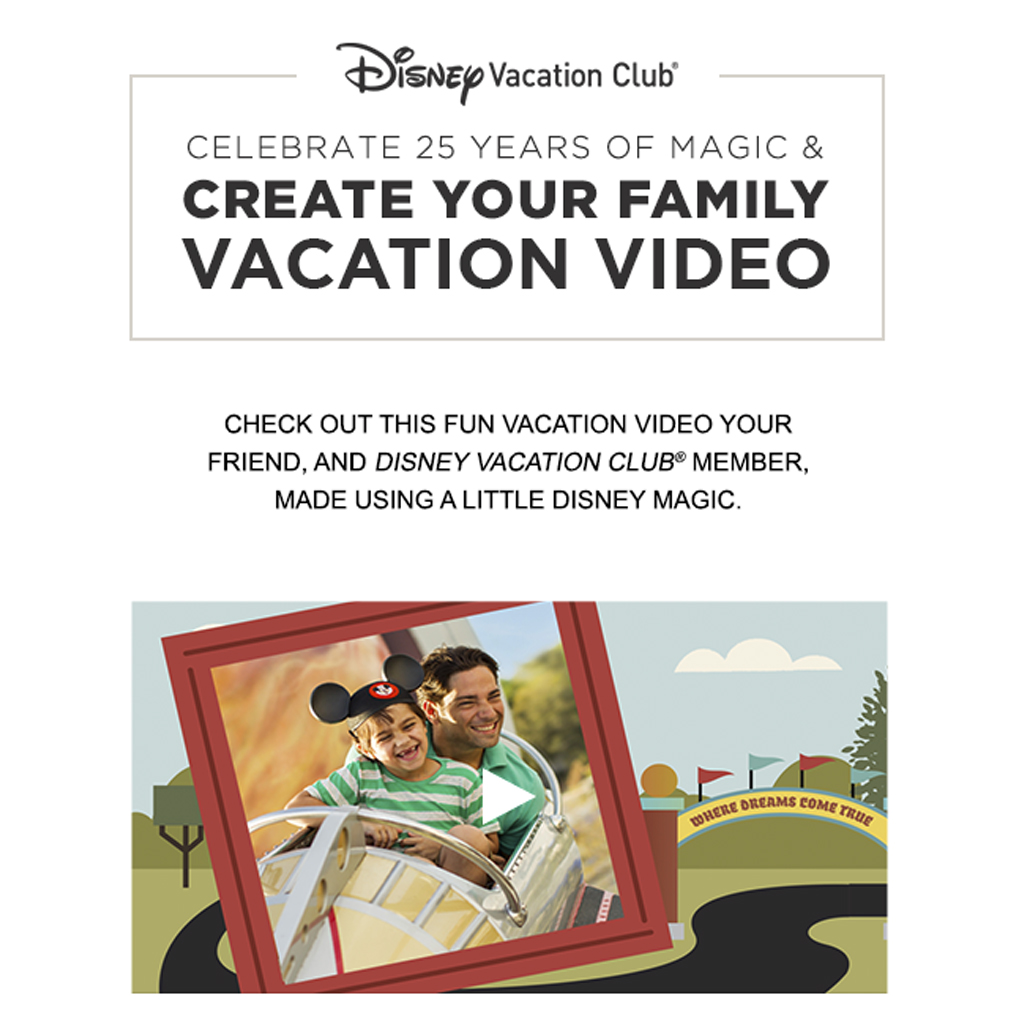 Disney Vacation Club®
CELEBRATE 25 YEARS OF MAGIC &
CREATE YOUR FAMILY
VACATION VIDEO
CHECK OUT THIS FUN VACATION VIDEO YOUR
FRIEND, AND DISNEY VACATION CLUB® MEMBER,
MADE USING A LITTLE DISNEY MAGIC.
WHERE DREAMS COME TRUE